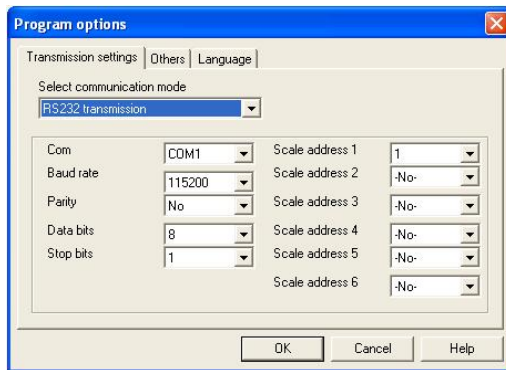 Program options
Transmission settings Others Language
Select communication mode
RS232 transmission
Com COM1 Scale address 1 1
Baud rate 115200 Scale address 2 -No-
Parity No Scale address 3 -No-
Data bits 8 Scale address 4 -No-
Stop bits 1 Scale address 5 -No-
Scale address 6 -No-
OK Cancel Help